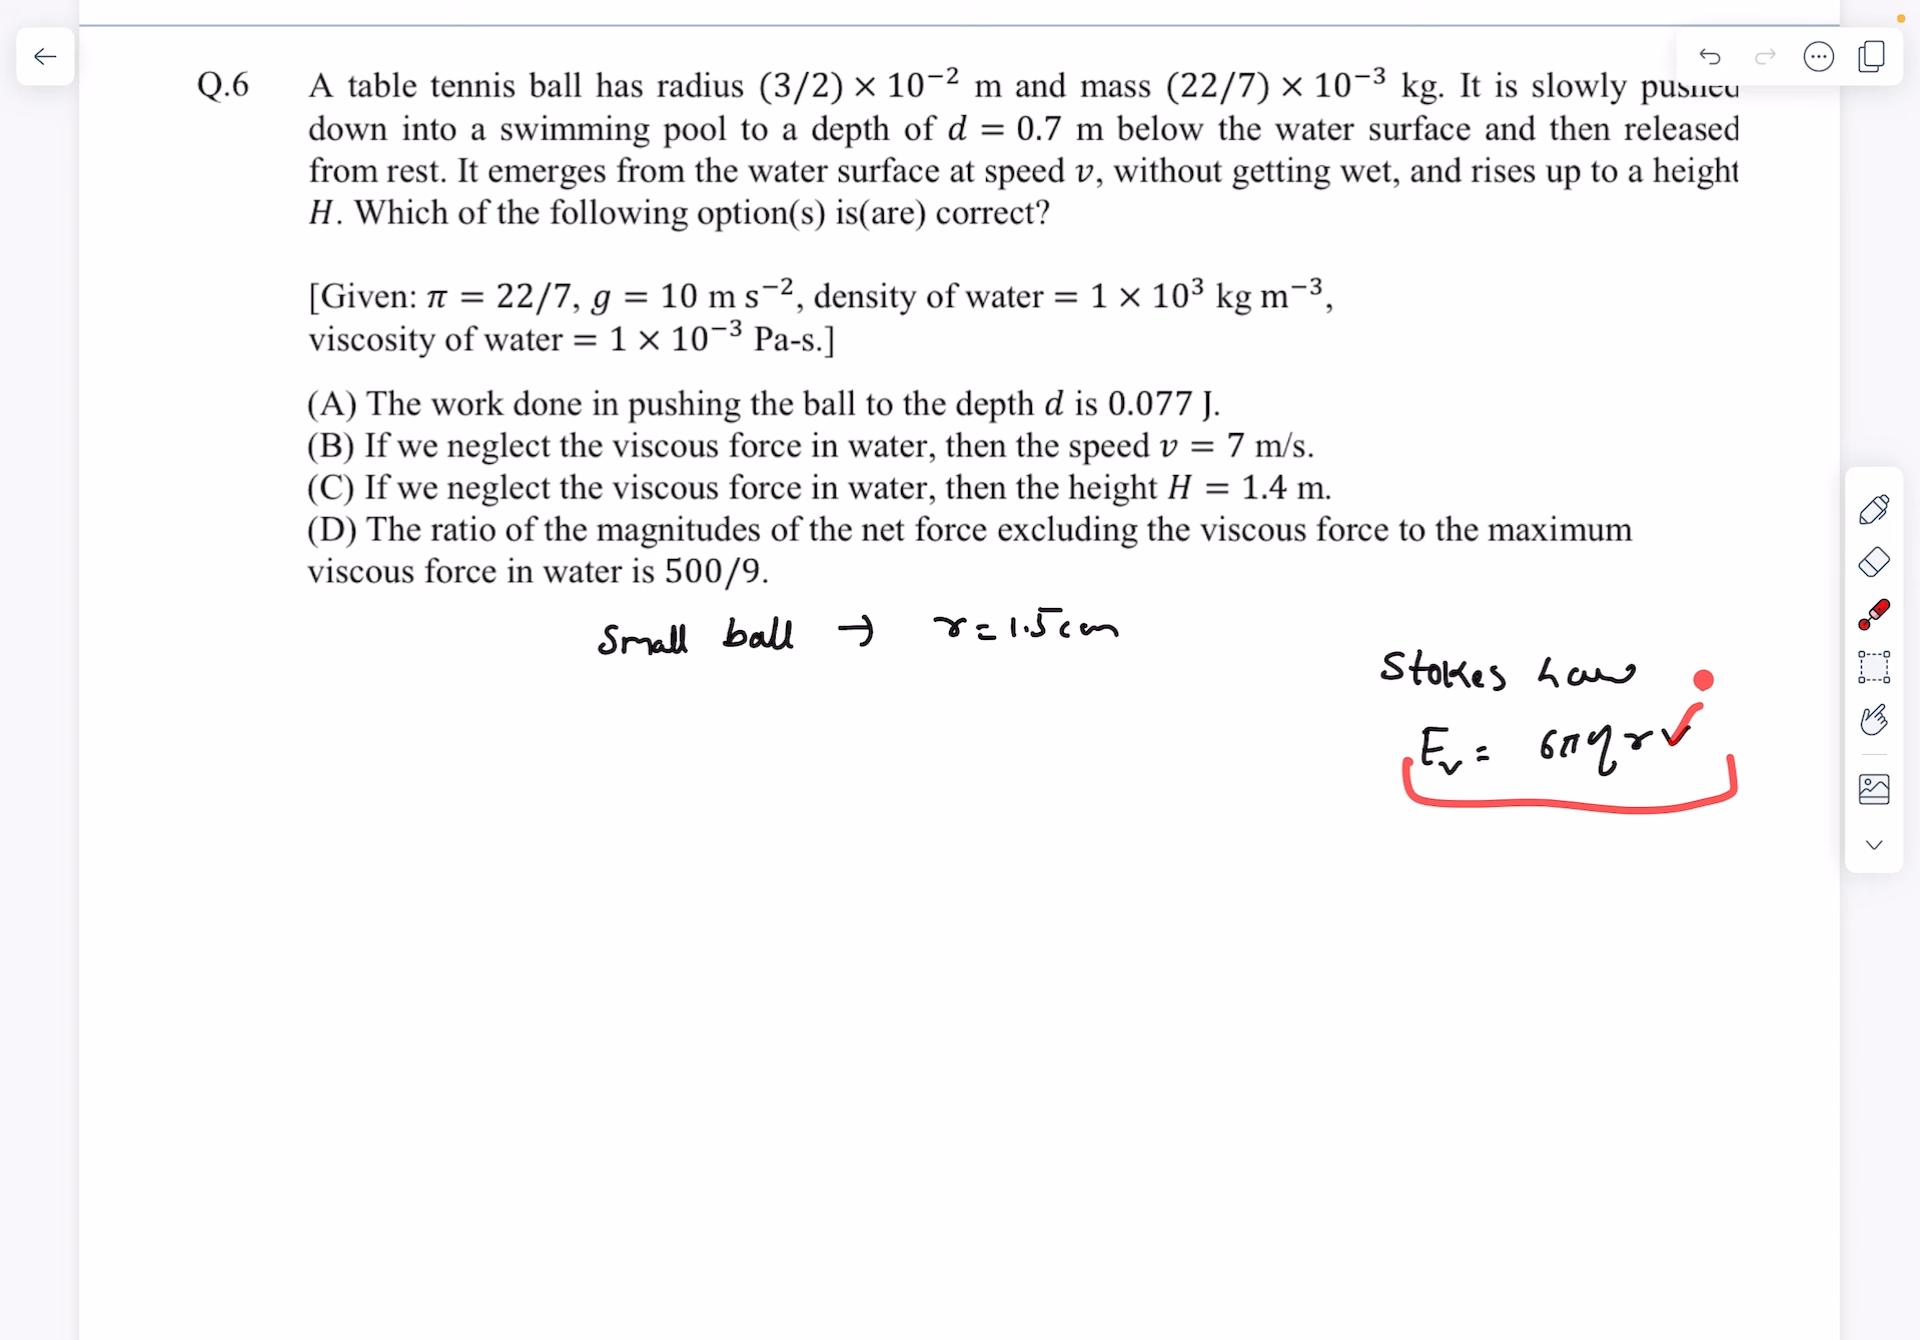 Q.6 A table tennis ball has radius (3/2) × 10⁻² m and mass (22/7) × 10⁻³ kg. It is slowly pushed
down into a swimming pool to a depth of d = 0.7 m below the water surface and then released
from rest. It emerges from the water surface at speed v, without getting wet, and rises up to a height
H. Which of the following option(s) is(are) correct?
[Given: π = 22/7, g = 10 m s⁻², density of water = 1 × 10³ kg m⁻³,
viscosity of water = 1 × 10⁻³ Pa-s.]
(A) The work done in pushing the ball to the depth d is 0.077 J.
(B) If we neglect the viscous force in water, then the speed v = 7 m/s.
(C) If we neglect the viscous force in water, then the height H = 1.4 m.
(D) The ratio of the magnitudes of the net force excluding the viscous force to the maximum
viscous force in water is 500/9.
Small ball → r = 1.5 cm
Stokes Law
F_v = 6πηrv